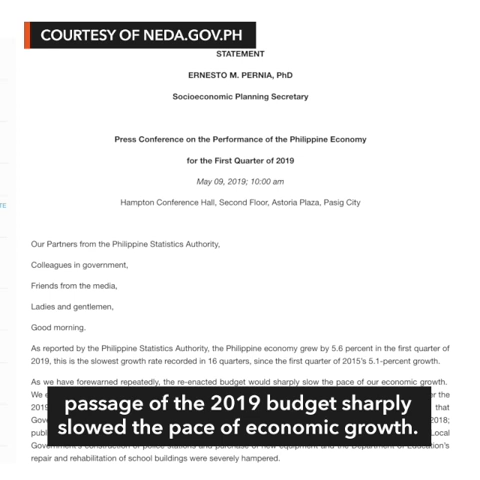 COURTESY OF NEDA.GOV.PH
STATEMENT
ERNESTO M. PERNIA, PhD
Socioeconomic Planning Secretary
Press Conference on the Performance of the Philippine Economy
for the First Quarter of 2019
May 09, 2019; 10:00 am
Hampton Conference Hall, Second Floor, Astoria Plaza, Pasig City
TE
Our Partners from the Philippine Statistics Authority,
Colleagues in government,
Friends from the media,
Ladies and gentlemen,
Good morning.
As reported by the Philippine Statistics Authority, the Philippine economy grew by 5.6 percent in the first quarter of
2019, this is the slowest growth rate recorded in 16 quarters, since the first quarter of 2015's 5.1-percent growth.
As we have forewarned repeatedly, the re-enacted budget would sharply slow the pace of our economic growth.
We
the
2019
that
passage of the 2019 budget sharply
slowed the pace of economic growth.
2018;
Local
repair and rehabilitation of school buildings were severely hampered.